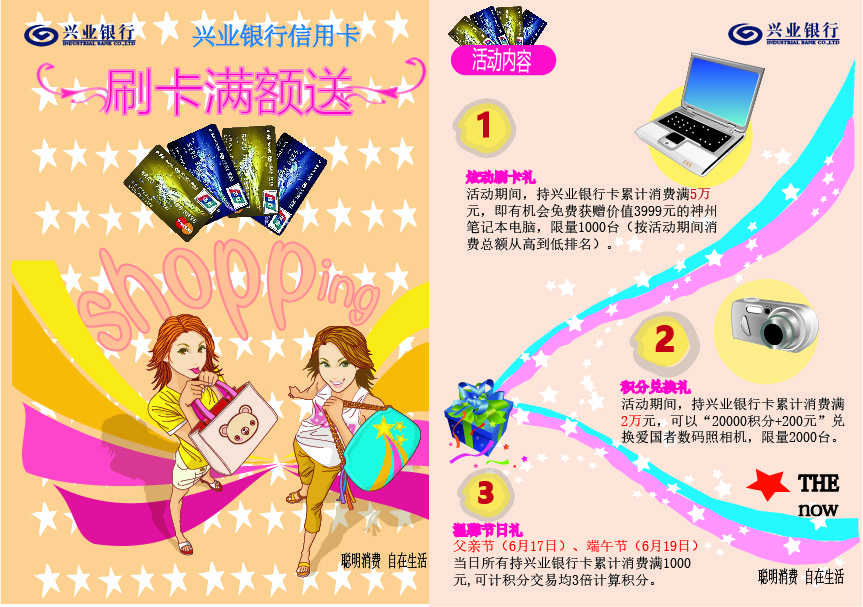 兴业银行
INDUSTRIAL BANK CO.,LTD
兴业银行信用卡
刷卡满额送
shopping
聪明消费 自在生活
兴业银行
INDUSTRIAL BANK CO.,LTD
活动内容
1
炫动刷卡礼
活动期间，持兴业银行卡累计消费满5万
元，即有机会免费获赠价值3999元的神州
笔记本电脑，限量1000台（按活动期间消
费总额从高到低排名）。
2
积分兑换礼
活动期间，持兴业银行卡累计消费满
2万元，可以“20000积分+200元”兑
换爱国者数码照相机，限量2000台。
3
温馨节日礼
父亲节（6月17日）、端午节（6月19日）
当日所有持兴业银行卡累计消费满1000
元,可计积分交易均3倍计算积分。
THE
now
聪明消费 自在生活